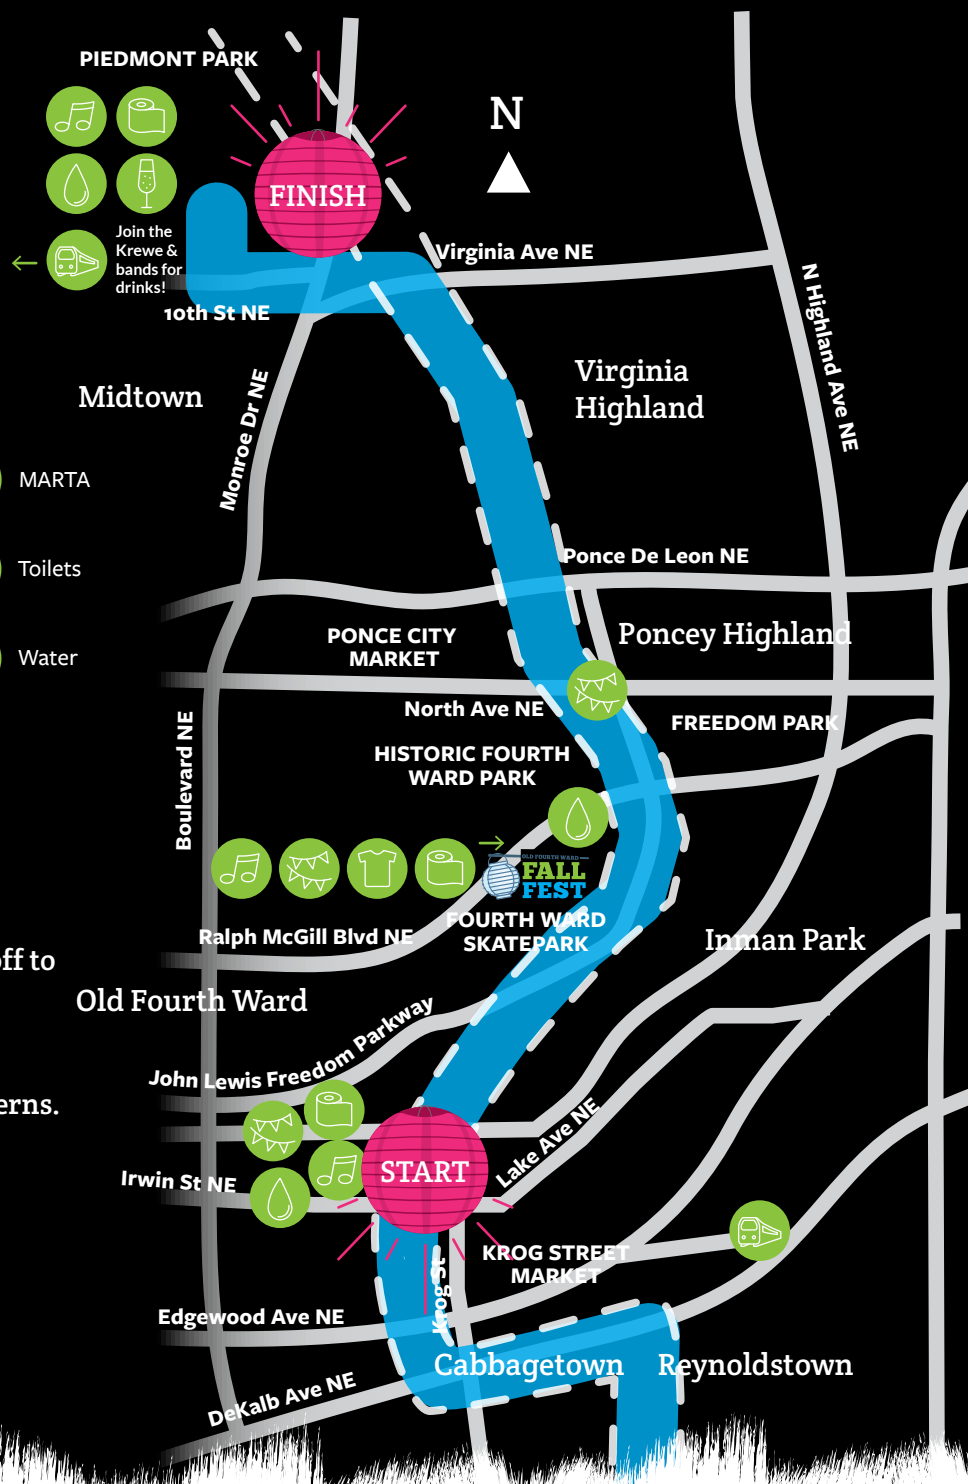 PIEDMONT PARK
N
FINISH
Join the
Krewe &
bands for
drinks!
Virginia Ave NE
10th St NE
N Highland Ave NE
Midtown
Virginia
Highland
Monroe Dr NE
MARTA
Ponce De Leon NE
Toilets
PONCE CITY
MARKET
Poncey Highland
Water
North Ave NE
FREEDOM PARK
Boulevard NE
HISTORIC FOURTH
WARD PARK
OLD FOURTH WARD
FALL
FEST
FOURTH WARD
SKATEPARK
Ralph McGill Blvd NE
Inman Park
off to
Old Fourth Ward
John Lewis Freedom Parkway
erns.
Lake Ave NE
START
Irwin St NE
KROG STREET
MARKET
Krog St
Edgewood Ave NE
Cabbagetown
Reynoldstown
DeKalb Ave NE